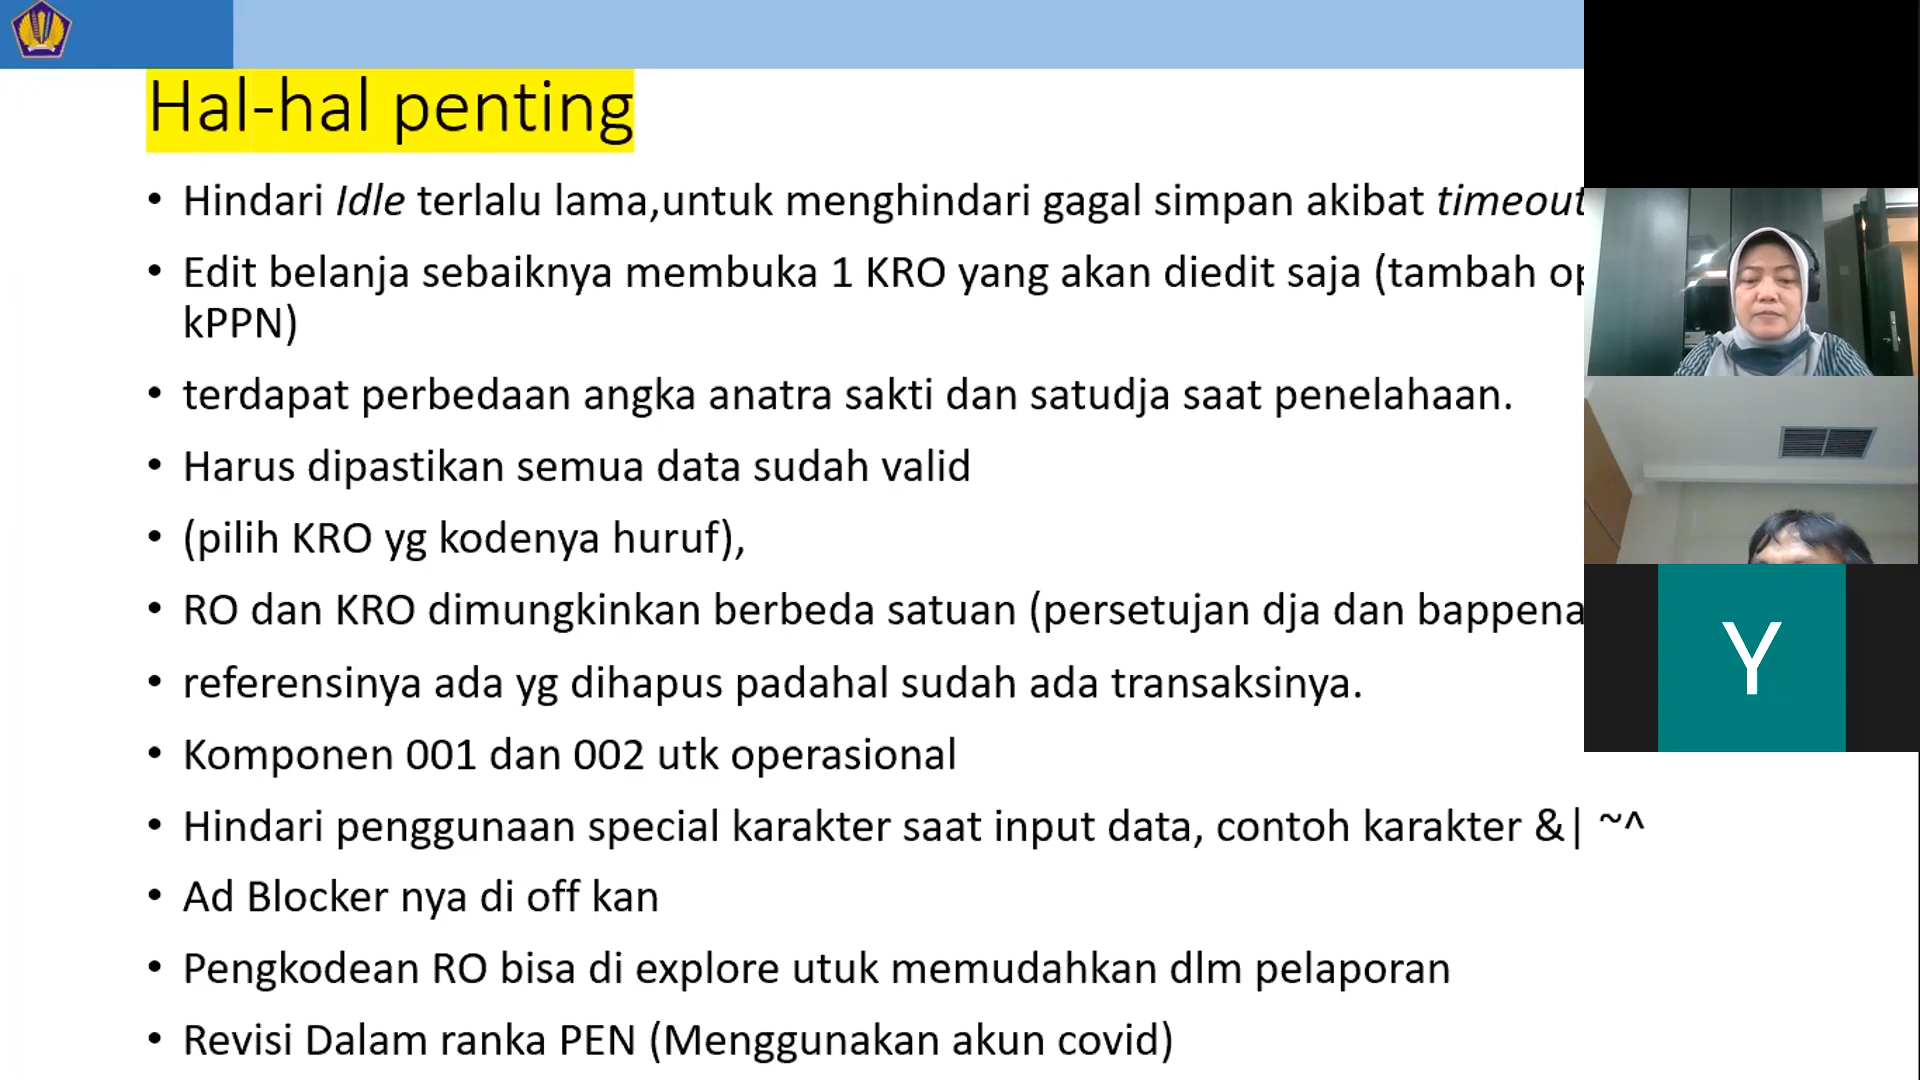 Hal-hal penting
• Hindari Idle terlalu lama,untuk menghindari gagal simpan akibat timeout
• Edit belanja sebaiknya membuka 1 KRO yang akan diedit saja (tambah
kPPN)
• terdapat perbedaan angka anatra sakti dan satudja saat penelahaan.
• Harus dipastikan semua data sudah valid
• (pilih KRO yg kodenya huruf),
• RO dan KRO dimungkinkan berbeda satuan (persetujan dja dan
• referensinya ada yg dihapus padahal sudah ada transaksinya.
• Komponen 001 dan 002 utk operasional
• Hindari penggunaan special karakter saat input data, contoh karakter &| ~^
• Ad Blocker nya di off kan
• Pengkodean RO bisa di explore utuk memudahkan dlm pelaporan
• Revisi Dalam ranka PEN (Menggunakan akun covid)
Y